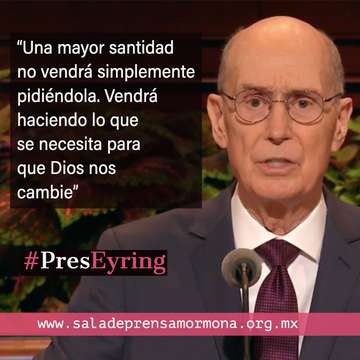 “Una mayor santidad
no vendrá simplemente
pidiéndola. Vendrá
haciendo lo que
se necesita para
que Dios nos
cambie”
#PresEyring
www.saladeprensamormona.org.mx